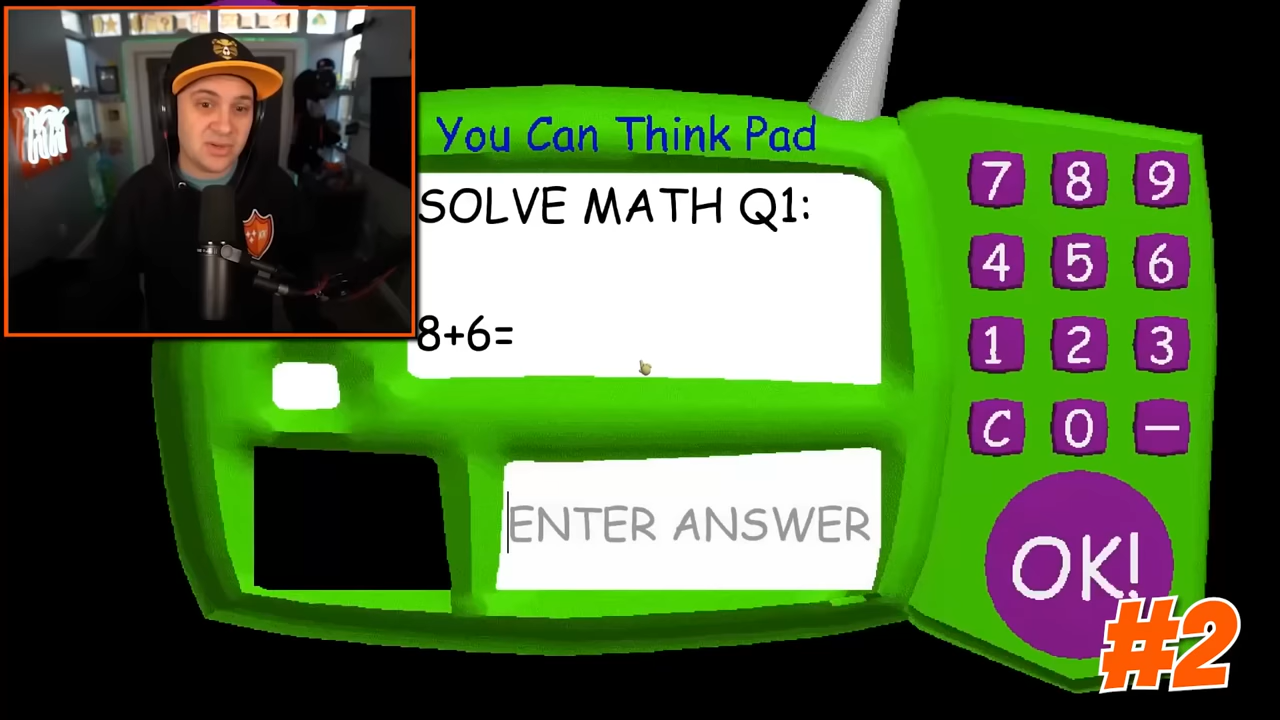 You Can Think Pad
SOLVE MATH Q1:
8+6=
ENTER ANSWER
7 8 9
4 5 6
1 2 3
C 0 —
OK!
#2